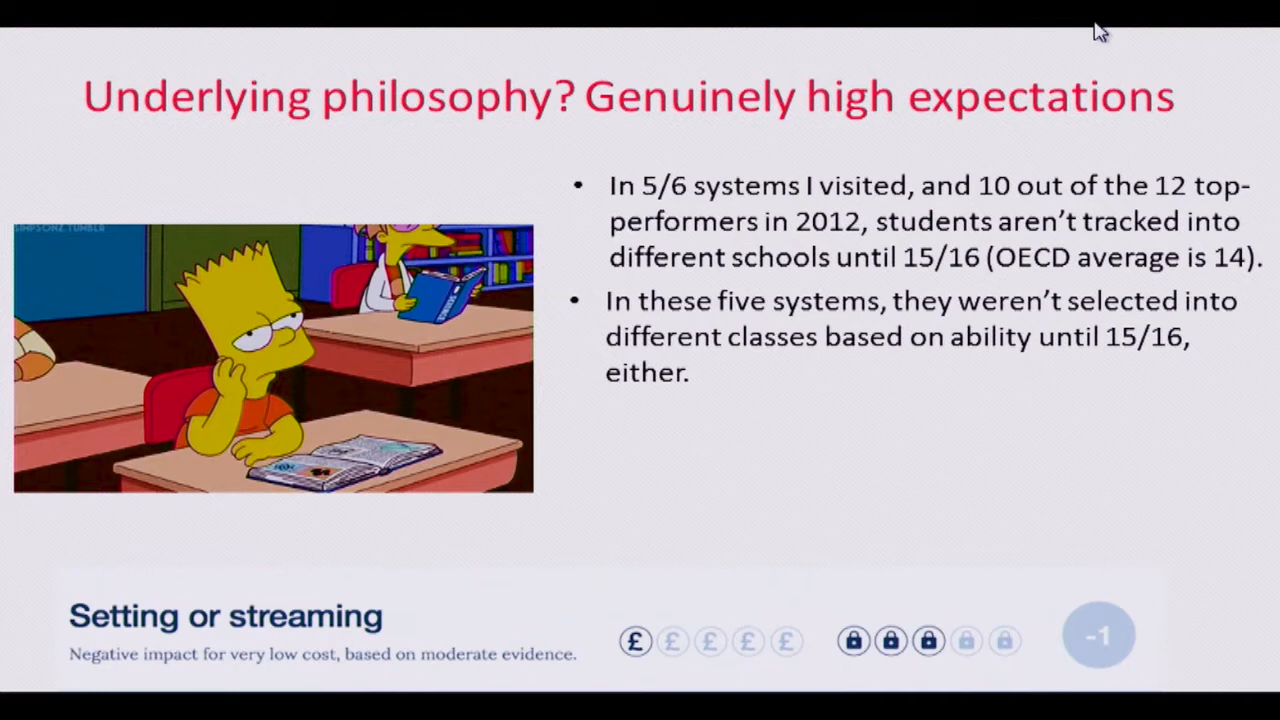 Underlying philosophy? Genuinely high expectations
SIMPSONZ.TUMBLR
• In 5/6 systems I visited, and 10 out of the 12 top-
performers in 2012, students aren't tracked into
different schools until 15/16 (OECD average is 14).
• In these five systems, they weren't selected into
different classes based on ability until 15/16,
either.
Setting or streaming
Negative impact for very low cost, based on moderate evidence.
£ £ £ £ £
-1